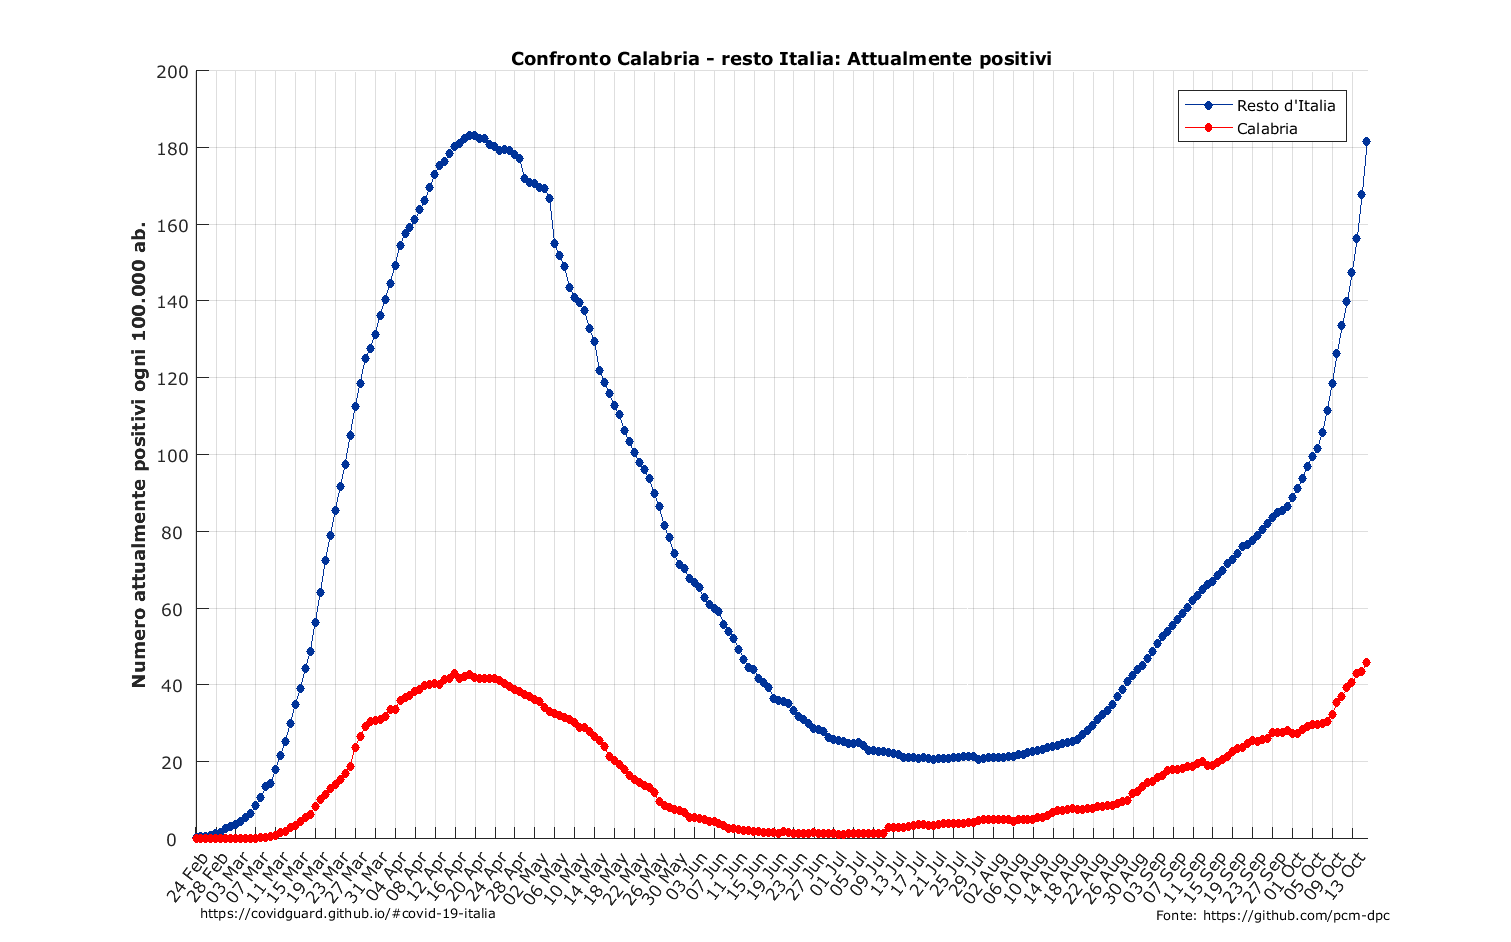 Confronto Calabria - resto Italia: Attualmente positivi
Resto d'Italia
Calabria
Numero attualmente positivi ogni 100.000 ab.
200
180
160
140
120
100
80
60
40
20
0
24 Feb
28 Feb
03 Mar
07 Mar
11 Mar
15 Mar
19 Mar
23 Mar
27 Mar
31 Mar
04 Apr
08 Apr
12 Apr
16 Apr
20 Apr
24 Apr
28 Apr
02 May
06 May
10 May
14 May
18 May
22 May
26 May
30 May
03 Jun
07 Jun
11 Jun
15 Jun
19 Jun
23 Jun
27 Jun
01 Jul
05 Jul
09 Jul
13 Jul
17 Jul
21 Jul
25 Jul
29 Jul
02 Aug
06 Aug
10 Aug
14 Aug
18 Aug
22 Aug
26 Aug
30 Aug
03 Sep
07 Sep
11 Sep
15 Sep
19 Sep
23 Sep
27 Sep
01 Oct
05 Oct
09 Oct
13 Oct
https://covidguard.github.io/#covid-19-italia
Fonte: https://github.com/pcm-dpc